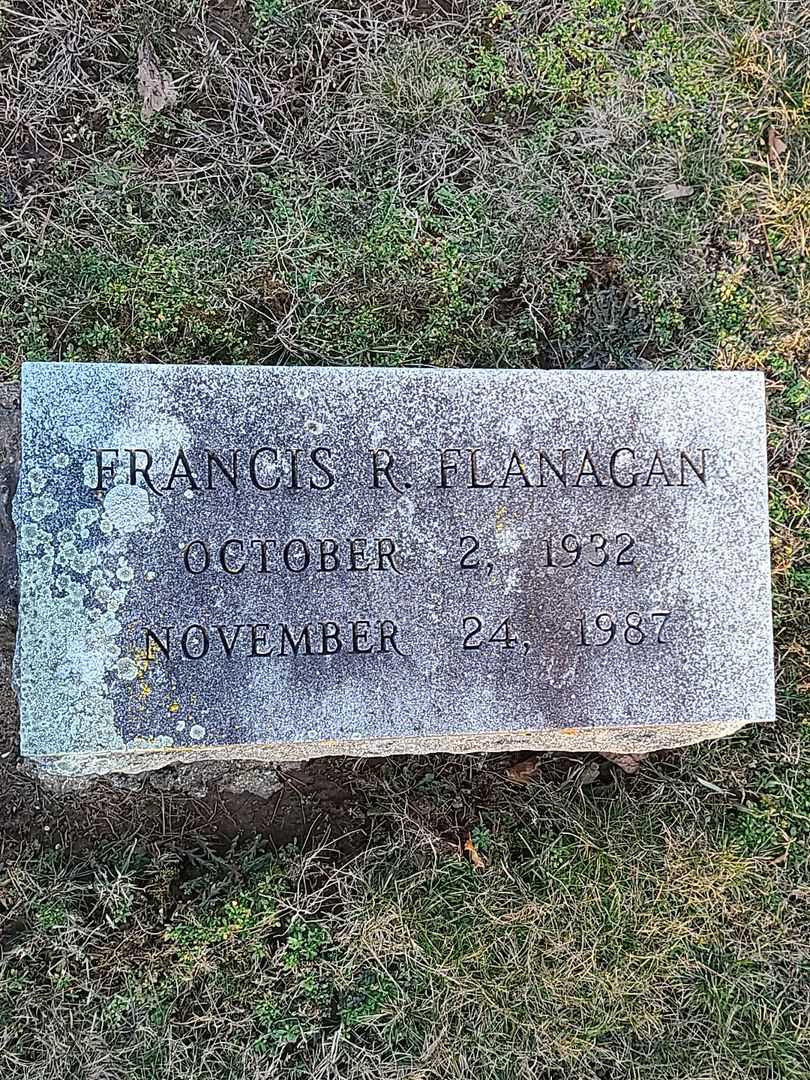 FRANCIS R. FLANAGAN
OCTOBER 2, 1932
NOVEMBER 24, 1987